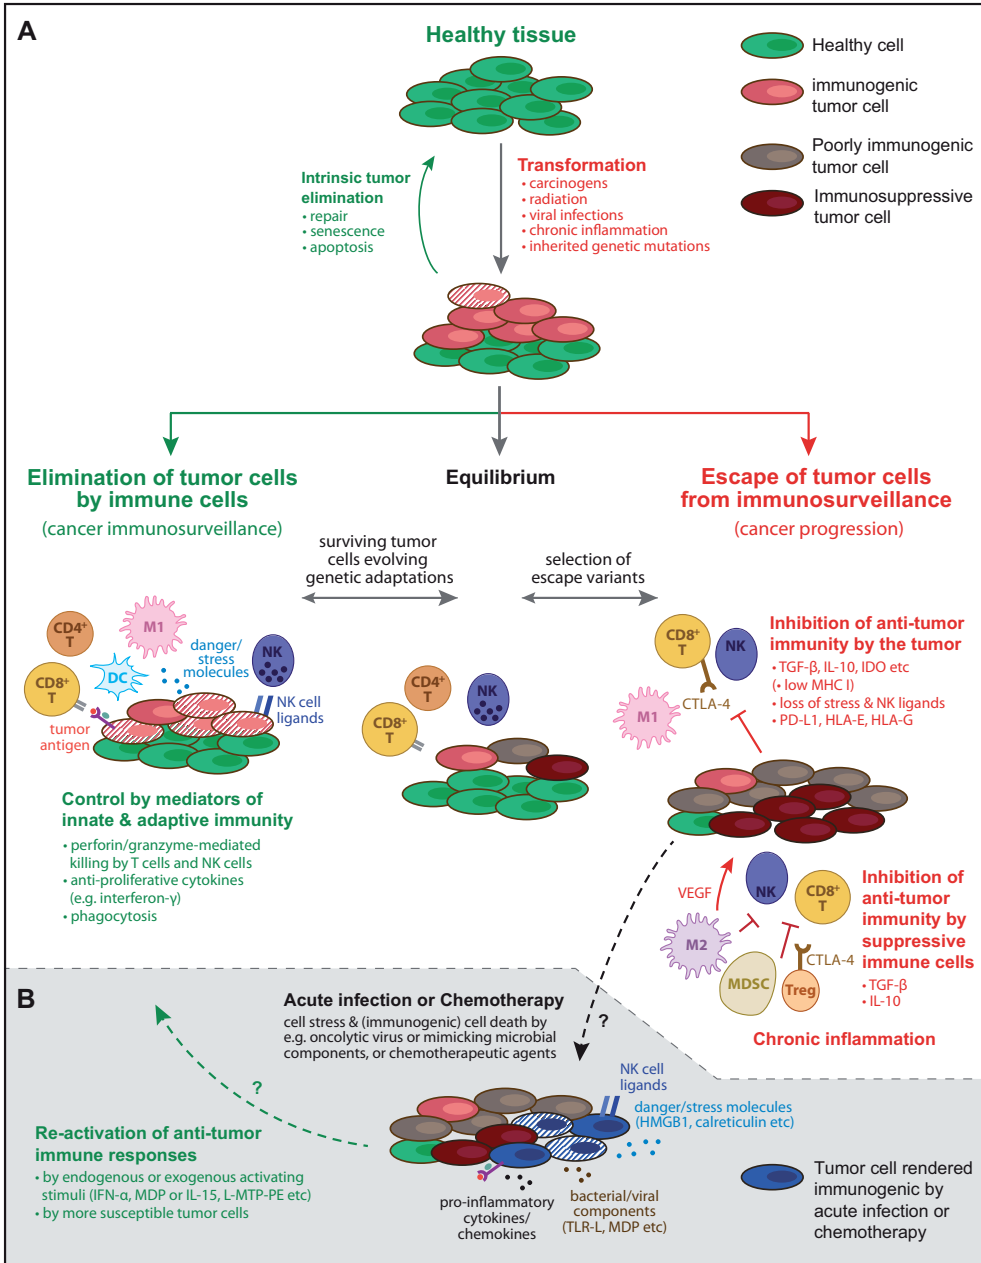 A
Healthy tissue
Healthy cell
immunogenic
tumor cell
Poorly immunogenic
tumor cell
Immunosuppressive
tumor cell
Intrinsic tumor
elimination
• repair
• senescence
• apoptosis
Transformation
• carcinogens
• radiation
• viral infections
• chronic inflammation
• inherited genetic mutations
Elimination of tumor cells
by immune cells
(cancer immunosurveillance)
Equilibrium
Escape of tumor cells
from immunosurveillance
(cancer progression)
surviving tumor
cells evolving
genetic adaptations
selection of
escape variants
CD4+
T
M1
danger/
stress
molecules
NK
CD8+
T
DC
NK cell
ligands
tumor
antigen
Control by mediators of
innate & adaptive immunity
• perforin/granzyme-mediated
killing by T cells and NK cells
• anti-proliferative cytokines
(e.g. interferon-γ)
• phagocytosis
CD4+
T
NK
CD8+
T
CD8+
T
NK
M1
CTLA-4
Inhibition of anti-tumor
immunity by the tumor
• TGF-β, IL-10, IDO etc
(• low MHC I)
• loss of stress & NK ligands
• PD-L1, HLA-E, HLA-G
VEGF
NK
CD8+
T
M2
MDSC
CTLA-4
Treg
Inhibition of
anti-tumor
immunity by
suppressive
immune cells
• TGF-β
• IL-10
Chronic inflammation
B
Acute infection or Chemotherapy
cell stress & (immunogenic) cell death by
e.g. oncolytic virus or mimicking microbial
components, or chemotherapeutic agents
?
?
Re-activation of anti-tumor
immune responses
• by endogenous or exogenous activating
stimuli (IFN-α, MDP or IL-15, L-MTP-PE etc)
• by more susceptible tumor cells
NK cell
ligands
danger/stress molecules
(HMGB1, calreticulin etc)
pro-inflammatory
cytokines/
chemokines
bacterial/viral
components
(TLR-L, MDP etc)
Tumor cell rendered
immunogenic by
acute infection or
chemotherapy